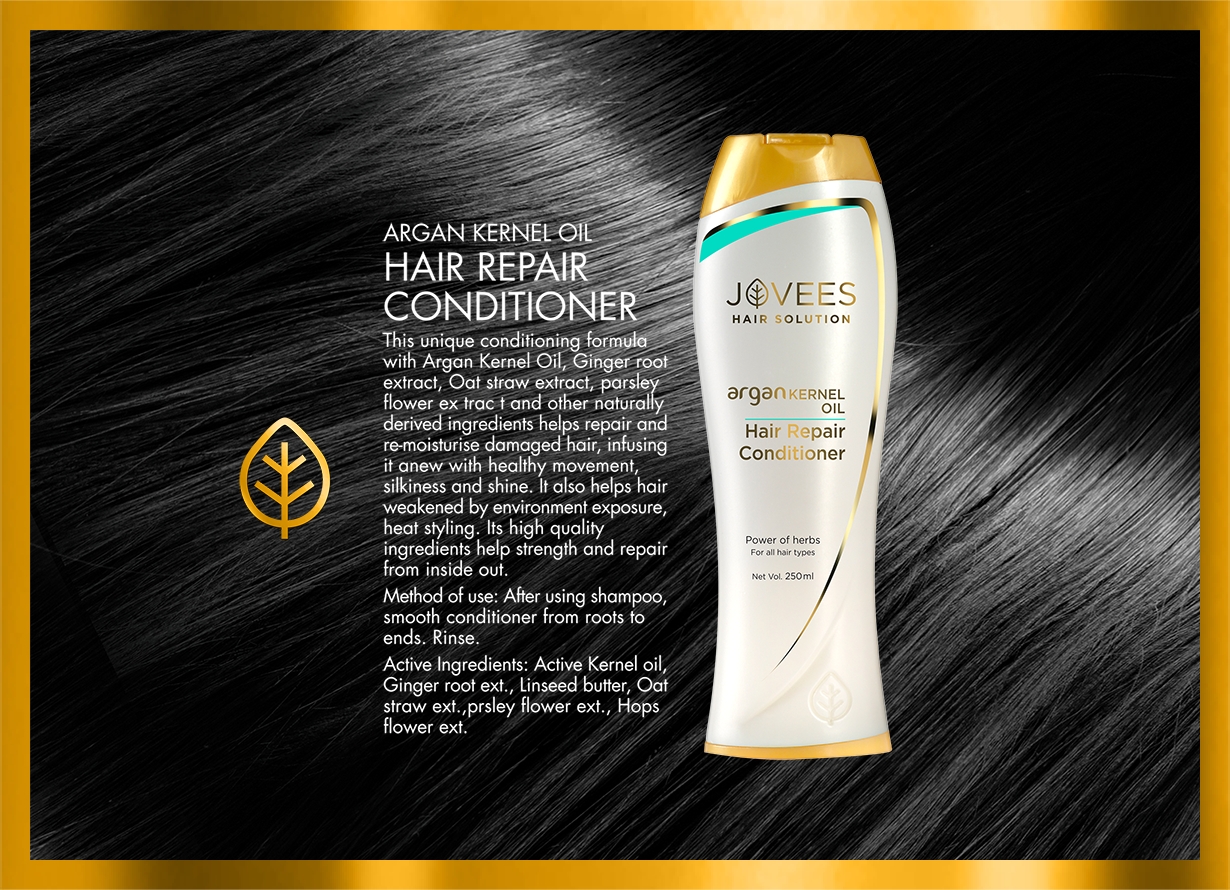 ARGAN KERNEL OIL
HAIR REPAIR
CONDITIONER
This unique conditioning formula
with Argan Kernel Oil, Ginger root
extract, Oat straw extract, parsley
flower ex trac t and other naturally
derived ingredients helps repair and
re-moisturise damaged hair, infusing
it anew with healthy movement,
silkiness and shine. It also helps hair
weakened by environment exposure,
heat styling. Its high quality
ingredients help strength and repair
from inside out.
Method of use: After using shampoo,
smooth conditioner from roots to
ends. Rinse.
Active Ingredients: Active Kernel oil,
Ginger root ext., Linseed butter, Oat
straw ext.,prsley flower ext., Hops
flower ext.
JOVEES
HAIR SOLUTION
argan KERNEL
OIL
Hair Repair
Conditioner
Power of herbs
For all hair types
Net Vol. 250ml